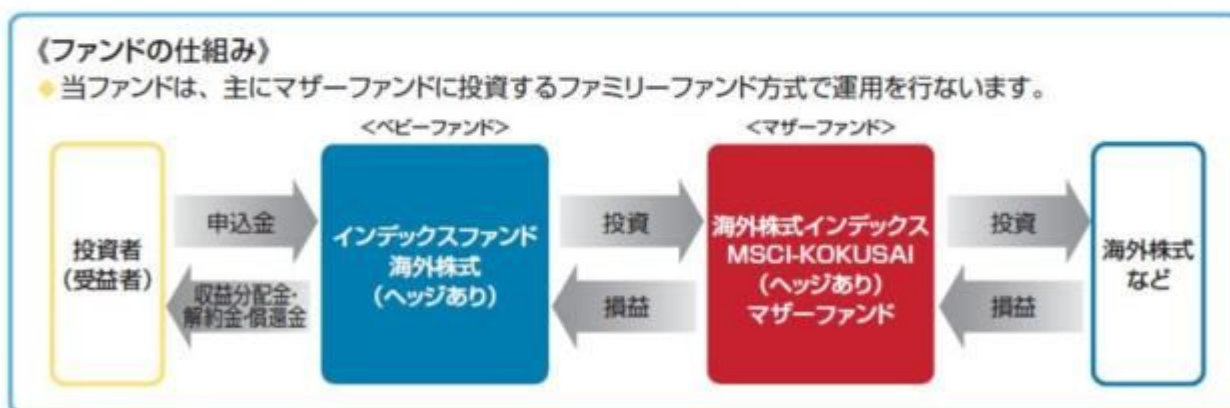 《ファンドの仕組み》
◆当ファンドは、主にマザーファンドに投資するファミリーファンド方式で運用を行ないます。
<ベビーファンド>
<マザーファンド>
投資者
(受益者)
申込金
収益分配金・
解約金・償還金
インデックスファンド
海外株式
(ヘッジあり)
投資
損益
海外株式インデックス
MSCI-KOKUSAI
(ヘッジあり)
マザーファンド
投資
損益
海外株式
など